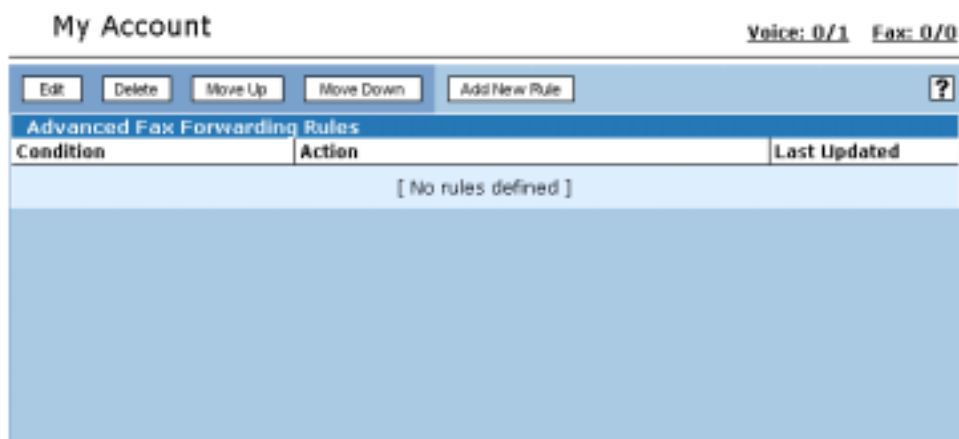 My Account
Voice: 0/1 Fax: 0/0
Edit Delete Move Up Move Down Add New Rule ?
Advanced Fax Forwarding Rules
Condition Action Last Updated
[ No rules defined ]